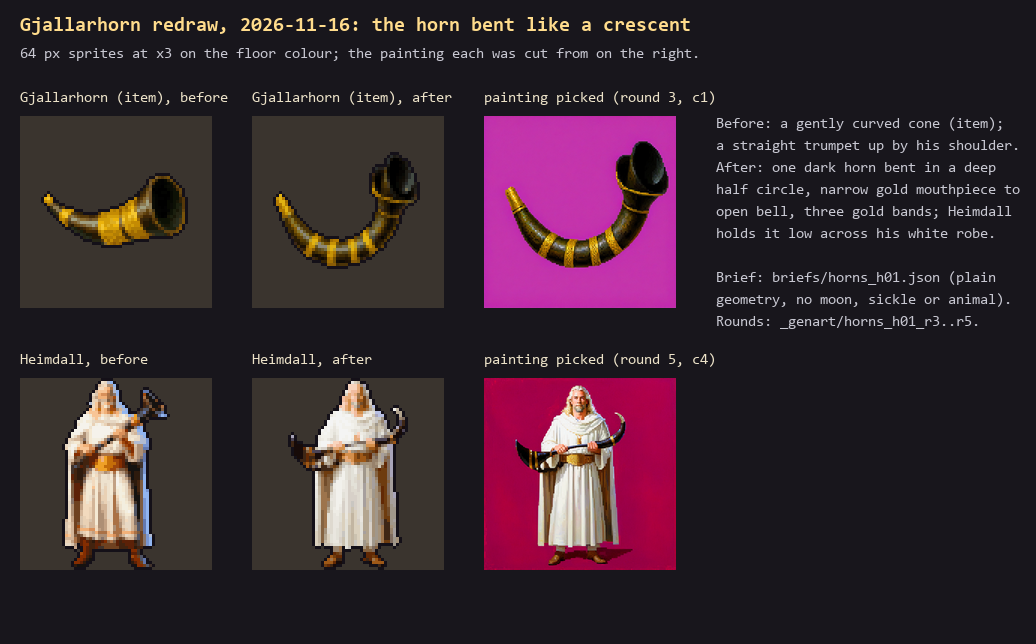 Gjallarhorn redraw, 2026-11-16: the horn bent like a crescent
64 px sprites at x3 on the floor colour; the painting each was cut from on the right.
Gjallarhorn (item), before
Gjallarhorn (item), after
painting picked (round 3, c1)
Before: a gently curved cone (item);
a straight trumpet up by his shoulder.
After: one dark horn bent in a deep
half circle, narrow gold mouthpiece to
open bell, three gold bands; Heimdall
holds it low across his white robe.
Brief: briefs/horns_h01.json (plain
geometry, no moon, sickle or animal).
Rounds: _genart/horns_h01_r3..r5.
Heimdall, before
Heimdall, after
painting picked (round 5, c4)